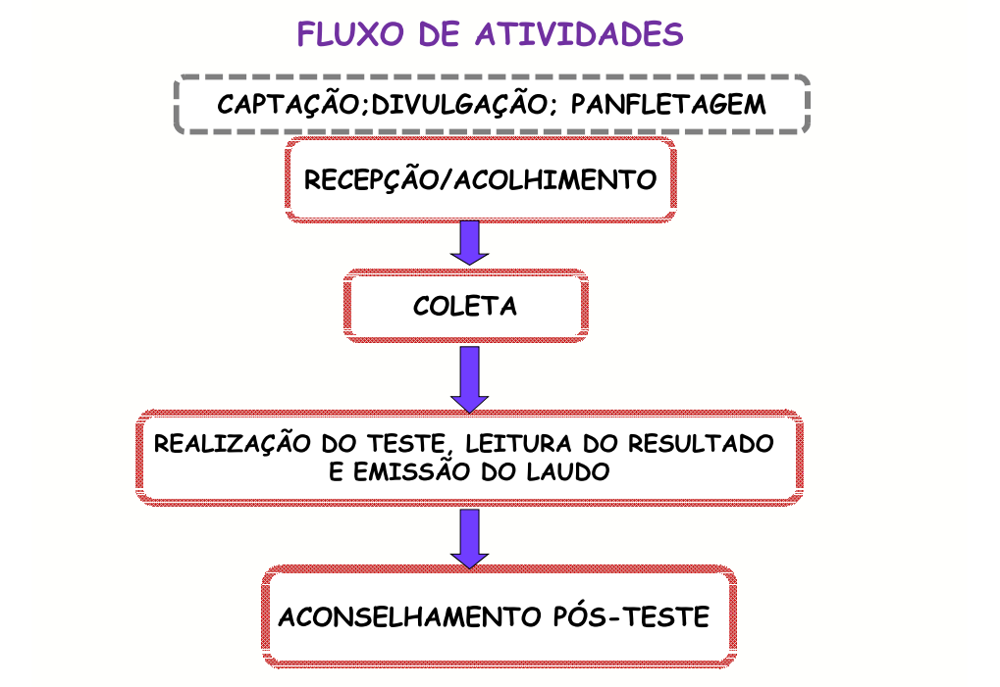 FLUXO DE ATIVIDADES
CAPTAÇÃO;DIVULGAÇÃO; PANFLETAGEM
RECEPÇÃO/ACOLHIMENTO
COLETA
REALIZAÇÃO DO TESTE, LEITURA DO RESULTADO
E EMISSÃO DO LAUDO
ACONSELHAMENTO PÓS-TESTE